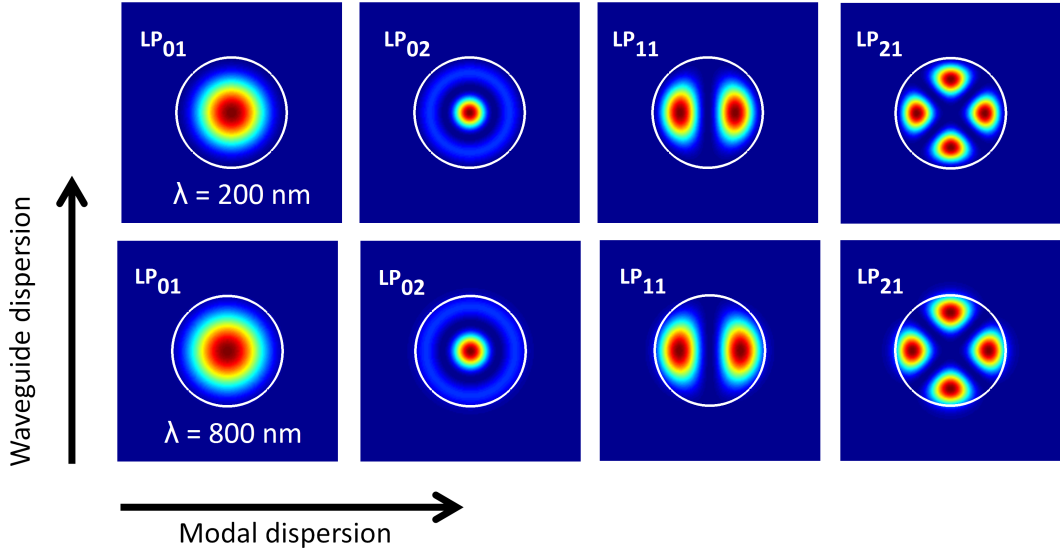 LP01
LP02
LP11
LP21
λ = 200 nm
LP01
LP02
LP11
LP21
λ = 800 nm
Waveguide dispersion
Modal dispersion